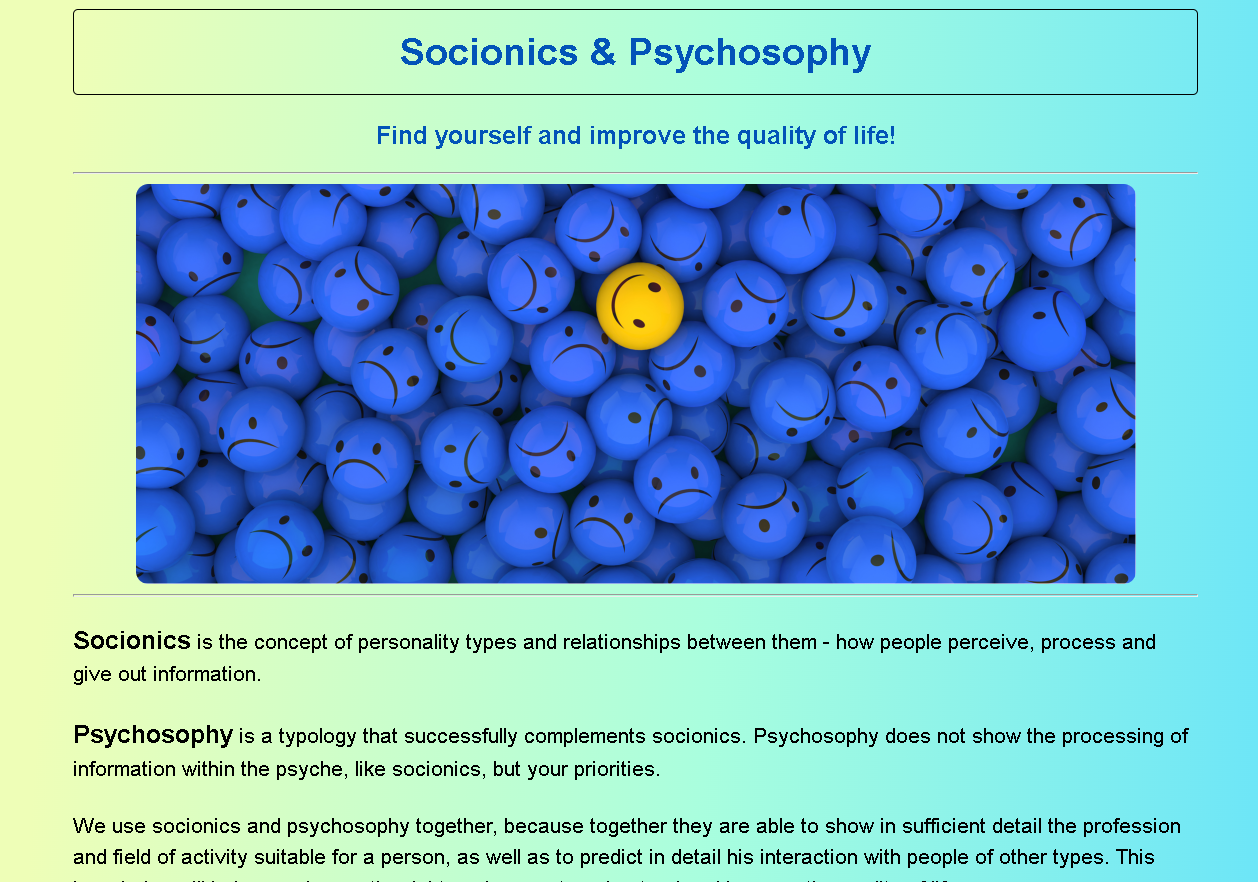 Socionics & Psychosophy
Find yourself and improve the quality of life!
Socionics is the concept of personality types and relationships between them - how people perceive, process and
give out information.
Psychosophy is a typology that successfully complements socionics. Psychosophy does not show the processing of
information within the psyche, like socionics, but your priorities.
We use socionics and psychosophy together, because together they are able to show in sufficient detail the profession
and field of activity suitable for a person, as well as to predict in detail his interaction with people of other types. This